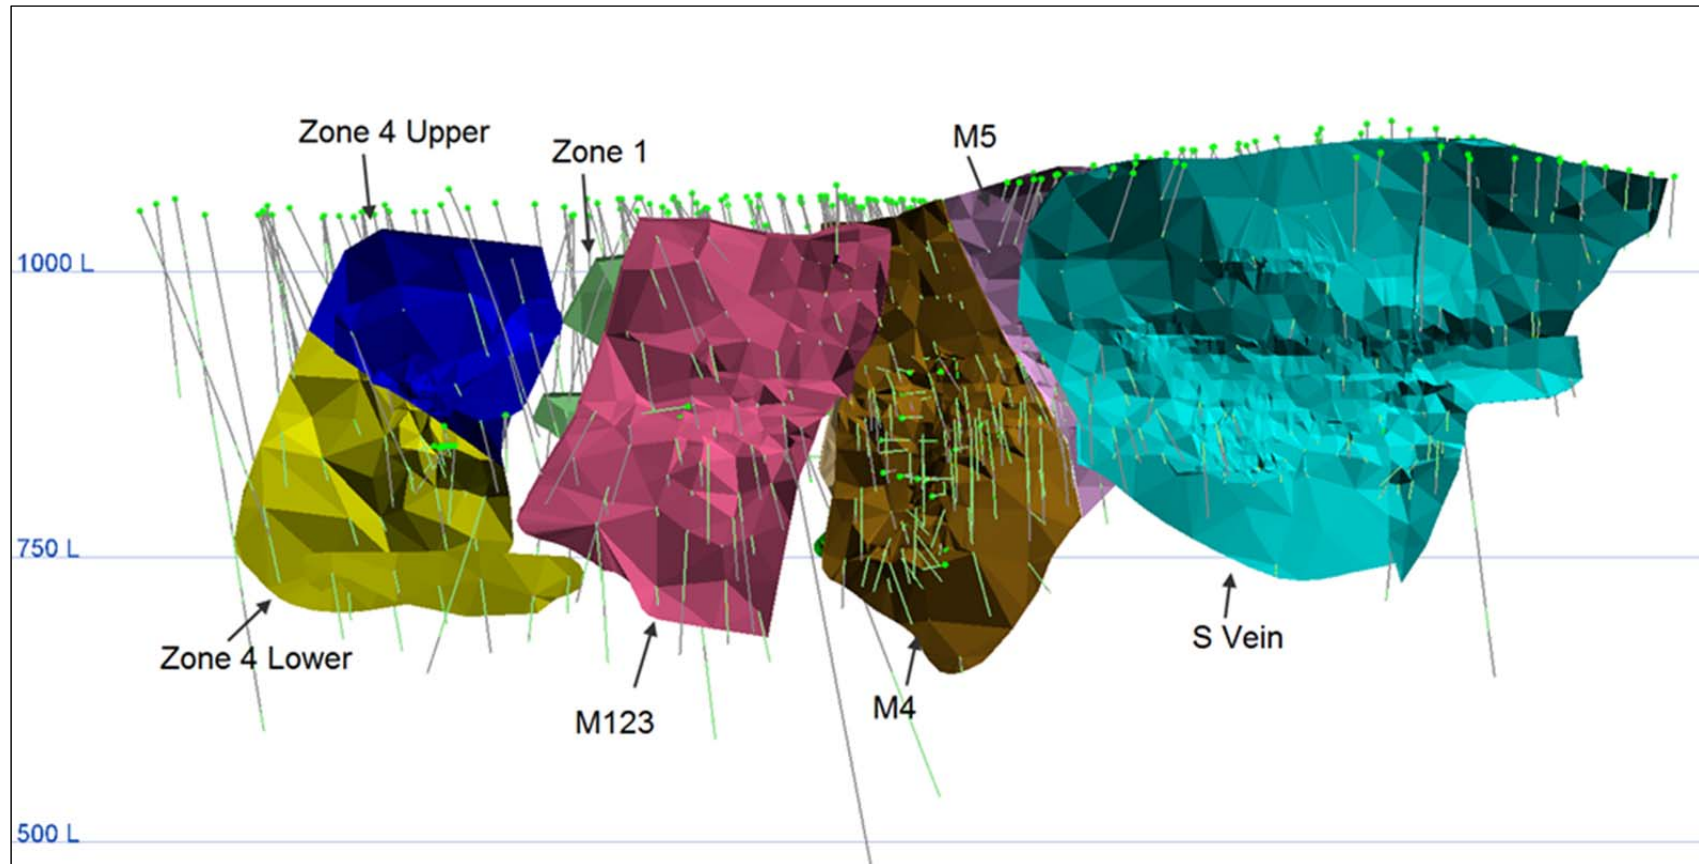 Zone 4 Upper
Zone 1
M5
1000 L
750 L
Zone 4 Lower
S Vein
M123
M4
500 L